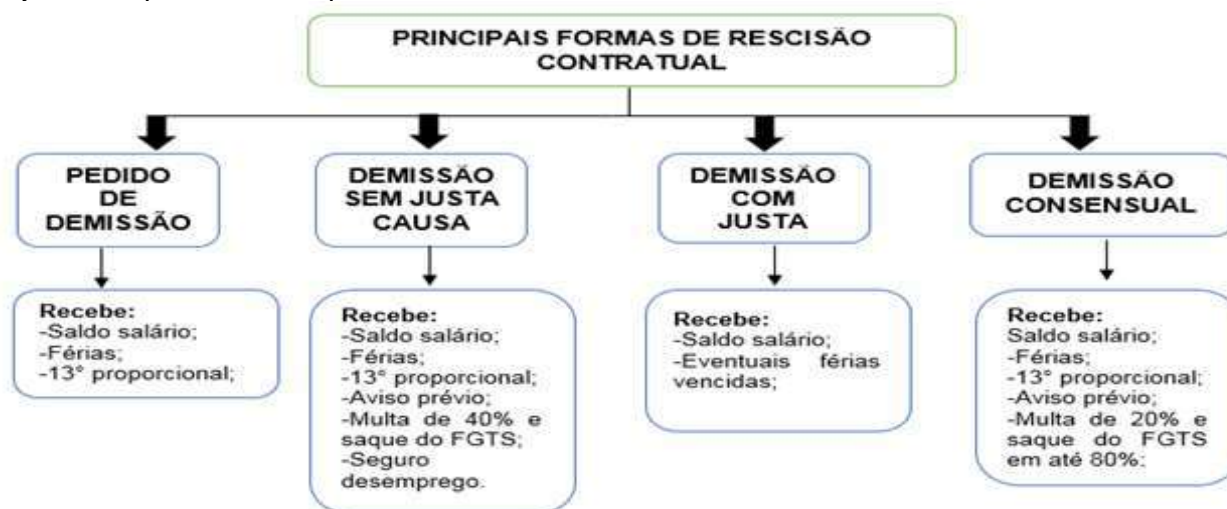 PRINCIPAIS FORMAS DE RESCISÃO
CONTRATUAL
PEDIDO
DE
DEMISSÃO
DEMISSÃO
SEM JUSTA
CAUSA
DEMISSÃO
COM
JUSTA
DEMISSÃO
CONSENSUAL
Recebe:
-Saldo salário;
-Férias;
-13° proporcional;
Recebe:
-Saldo salário;
-Férias;
-13° proporcional;
-Aviso prévio;
-Multa de 40% e
saque do FGTS;
-Seguro
desemprego.
Recebe:
-Saldo salário;
-Eventuais férias
vencidas;
Recebe:
Saldo salário;
-Férias;
-13° proporcional;
-Aviso prévio;
-Multa de 20% e
saque do FGTS
em até 80%;